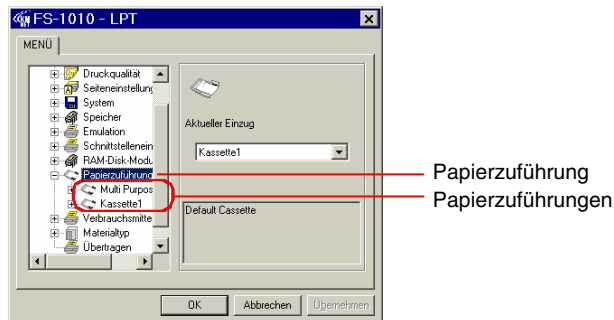 FS-1010 - LPT
MENÜ
Druckqualität
Seiteneinstellung
System
Speicher
Emulation
Schnittstellenein
RAM-Disk-Modu
Papierzuführung
Multi Purpos
Kassette1
Verbrauchsmitte
Materialtyp
Übertragen
Aktueller Einzug
Kassette1
Default Cassette
OK Abbrechen Übernehmen
Papierzuführung
Papierzuführungen